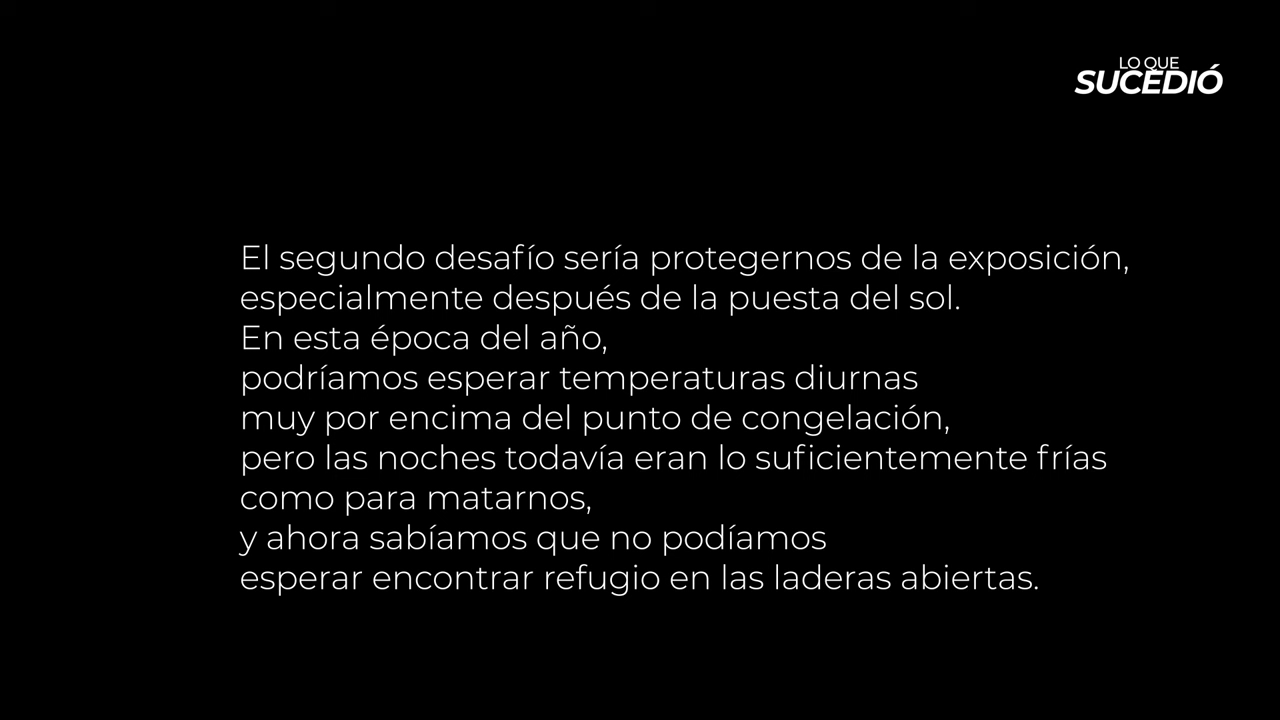 LO QUE
SUCEDIÓ
El segundo desafío sería protegernos de la exposición,
especialmente después de la puesta del sol.
En esta época del año,
podríamos esperar temperaturas diurnas
muy por encima del punto de congelación,
pero las noches todavía eran lo suficientemente frías
como para matarnos,
y ahora sabíamos que no podíamos
esperar encontrar refugio en las laderas abiertas.